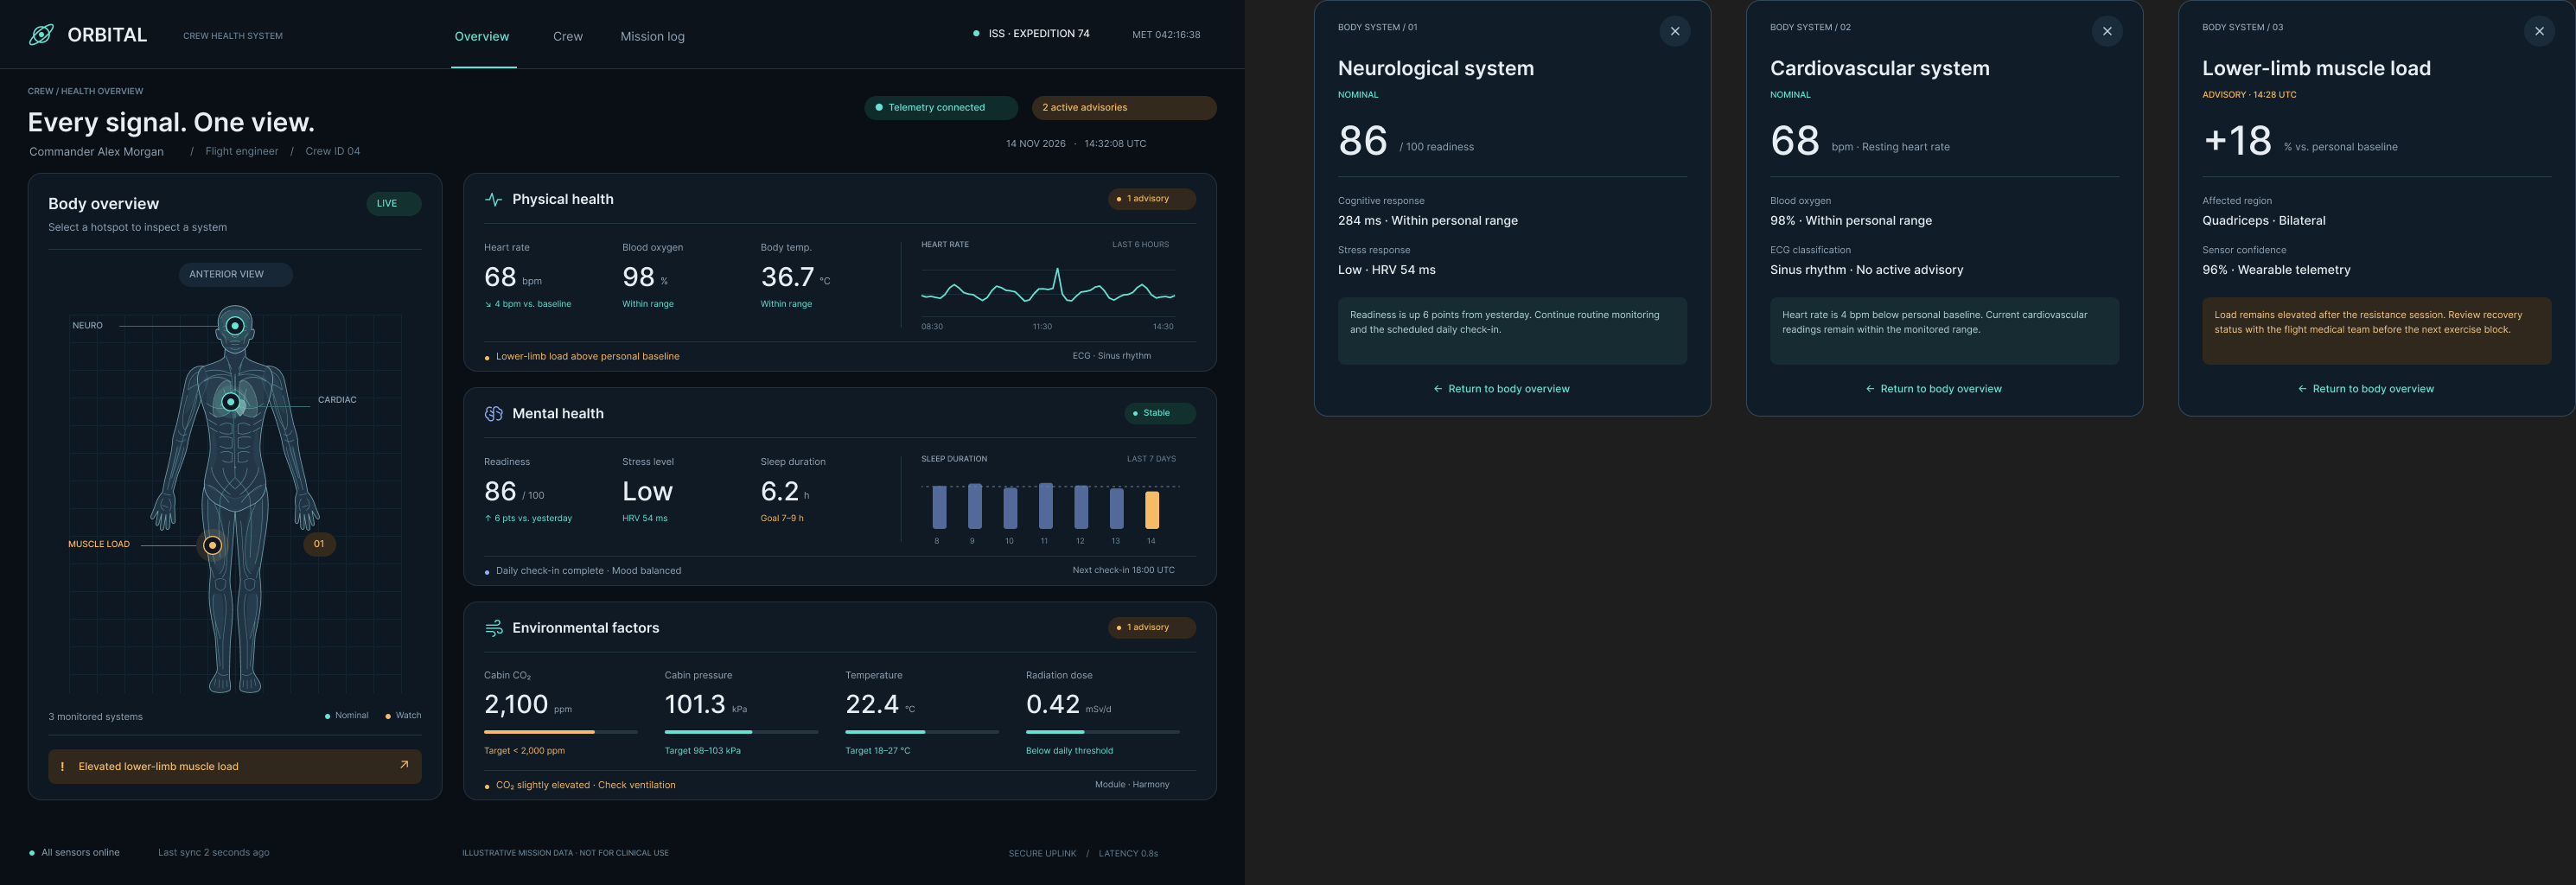 ORBITAL
CREW HEALTH SYSTEM
Overview
Crew
Mission log
ISS · EXPEDITION 74
MET 042:16:38
CREW / HEALTH OVERVIEW
Every signal. One view.
Commander Alex Morgan / Flight engineer / Crew ID 04
Telemetry connected
2 active advisories
14 NOV 2026 · 14:32:08 UTC
Body overview
LIVE
Select a hotspot to inspect a system
ANTERIOR VIEW
NEURO
CARDIAC
MUSCLE LOAD
01
3 monitored systems
Nominal
Watch
! Elevated lower-limb muscle load ↗
Physical health
1 advisory
Heart rate
68 bpm
↘ 4 bpm vs. baseline
Blood oxygen
98 %
Within range
Body temp.
36.7 °C
Within range
HEART RATE
LAST 6 HOURS
08:30
11:30
14:30
Lower-limb load above personal baseline
ECG · Sinus rhythm
Mental health
Stable
Readiness
86 / 100
↑ 6 pts vs. yesterday
Stress level
Low
HRV 54 ms
Sleep duration
6.2 h
Goal 7–9 h
SLEEP DURATION
LAST 7 DAYS
8
9
10
11
12
13
14
Daily check-in complete · Mood balanced
Next check-in 18:00 UTC
Environmental factors
1 advisory
Cabin CO₂
2,100 ppm
Target < 2,000 ppm
Cabin pressure
101.3 kPa
Target 98–103 kPa
Temperature
22.4 °C
Target 18–27 °C
Radiation dose
0.42 mSv/d
Below daily threshold
CO₂ slightly elevated · Check ventilation
Module · Harmony
All sensors online
Last sync 2 seconds ago
ILLUSTRATIVE MISSION DATA · NOT FOR CLINICAL USE
SECURE UPLINK / LATENCY 0.8s
BODY SYSTEM / 01
Neurological system
NOMINAL
86 / 100 readiness
Cognitive response
284 ms · Within personal range
Stress response
Low · HRV 54 ms
Readiness is up 6 points from yesterday. Continue routine monitoring
and the scheduled daily check-in.
← Return to body overview
BODY SYSTEM / 02
Cardiovascular system
NOMINAL
68 bpm · Resting heart rate
Blood oxygen
98% · Within personal range
ECG classification
Sinus rhythm · No active advisory
Heart rate is 4 bpm below personal baseline. Current cardiovascular
readings remain within the monitored range.
← Return to body overview
BODY SYSTEM / 03
Lower-limb muscle load
ADVISORY · 14:28 UTC
+18 % vs. personal baseline
Affected region
Quadriceps · Bilateral
Sensor confidence
96% · Wearable telemetry
Load remains elevated after the resistance session. Review recovery
status with the flight medical team before the next exercise block.
← Return to body overview